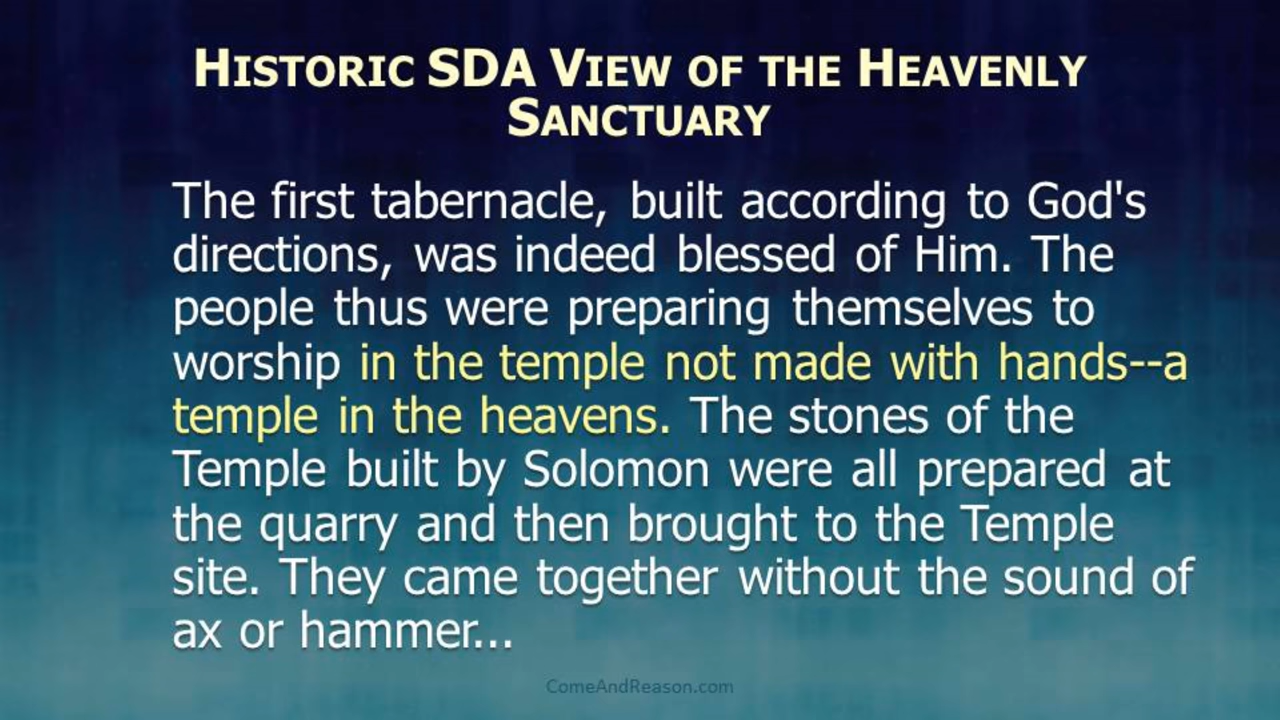 HISTORIC SDA VIEW OF THE HEAVENLY
SANCTUARY
The first tabernacle, built according to God's
directions, was indeed blessed of Him. The
people thus were preparing themselves to
worship in the temple not made with hands--a
temple in the heavens. The stones of the
Temple built by Solomon were all prepared at
the quarry and then brought to the Temple
site. They came together without the sound of
ax or hammer...
ComeAndReason.com